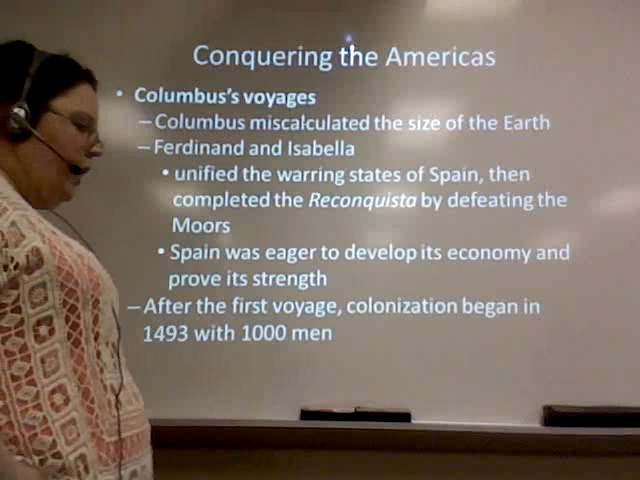 Conquering the Americas
• Columbus's voyages
–Columbus miscalculated the size of the Earth
–Ferdinand and Isabella
• unified the warring states of Spain, then
completed the Reconquista by defeating the
Moors
• Spain was eager to develop its economy and
prove its strength
–After the first voyage, colonization began in
1493 with 1000 men